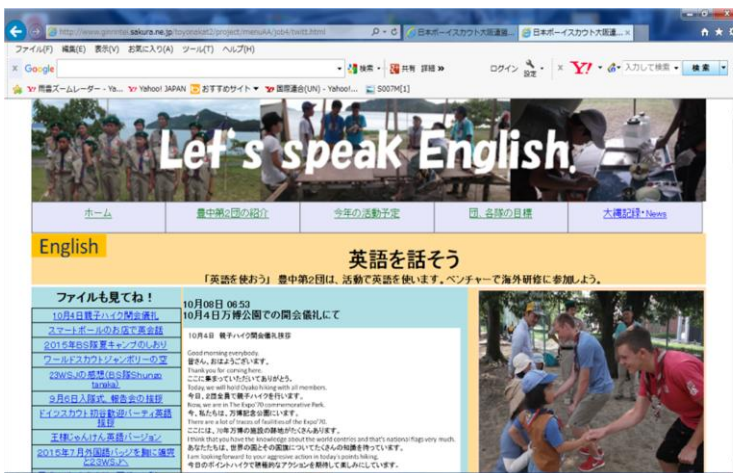 http://www.ginnritei.sakura.ne.jp/toyonakat2/project/menuAA/job4/twitt.html
日本ボーイスカウト大阪連盟...
日本ボーイスカウト大阪連...
ファイル(F) 編集(E) 表示(V) お気に入り(A) ツール(T) ヘルプ(H)
Google
検索
共有
詳細 »
ログイン
設定
Y!
入力して検索
検索
雨雲ズームレーダー - Ya...
Yahoo! JAPAN
おすすめサイト
国際連合(UN) - Yahoo!...
S007M[1]
Let's speak English.
ホーム
豊中第2団の紹介
今年の活動予定
団、各隊の目標
大縄記録・News
English
英語を話そう
「英語を使おう」 豊中第2団は、活動で英語を使います。ベンチャーで海外研修に参加しよう。
ファイルも見てね！
10月4日親子ハイク開会儀礼
スマートボールのお店で英会話
2015年BS隊夏キャンプのしおり
ワールドスカウトジャンボリーの空
23WSJの感想(BS隊Shunzo
tanaka)
9月6日入隊式、報告会の挨拶
ドイツスカウト初谷歓迎パーティ英語
挨拶
王様じゃんけん英語バージョン
2015年7月外国語バッジを胸に確実
と23WSJへ
10月08日 06:53
10月4日万博公園での開会儀礼にて
10月4日 親子ハイク開会儀礼挨拶
Good morning everybody.
皆さん、おはようございます。
Thank you for coming here.
ここに集まっていただいてありがとう。
Today, we will hold Oyako hiking with all members.
今日、2団全員で親子ハイクを行います。
Now, we are in The Expo'70 commemorative Park.
今、私たちは、万博記念公園にいます。
There are a lot of traces of facilities of the Expo'70.
ここには、70年万博の施設の跡地がたくさんあります。
I think that you have the knowledge about the world contries and that's national flags very much.
あなたたちは、世界の国とその国旗についてたくさんの知識を持っています。
I am looking forward to your aggressive action in today's points hiking.
今日のポイントハイクで積極的なアクションを期待して楽しみにしています。